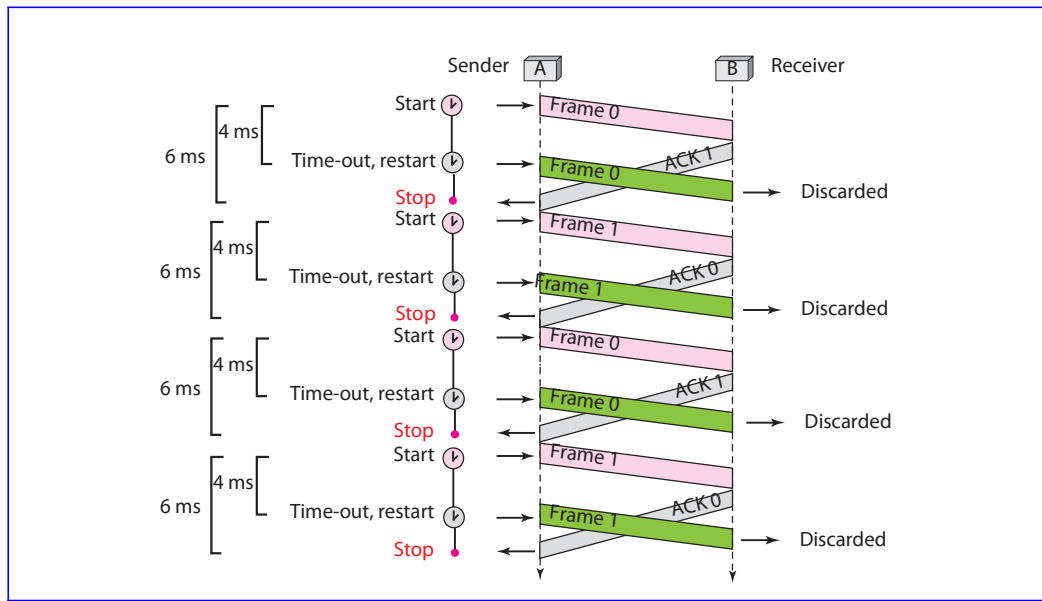 Sender A B Receiver
Start Frame 0
4 ms
6 ms
ACK 1
Time-out, restart Frame 0
Stop Discarded
Start Frame 1
4 ms
6 ms
ACK 0
Time-out, restart Frame 1
Stop Discarded
Start Frame 0
4 ms
6 ms
ACK 1
Time-out, restart Frame 0
Stop Discarded
Start Frame 1
4 ms
6 ms
ACK 0
Time-out, restart Frame 1
Stop Discarded